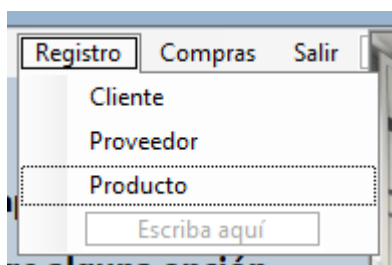 Registro Compras Salir
Cliente
Proveedor
Producto
Escriba aquí